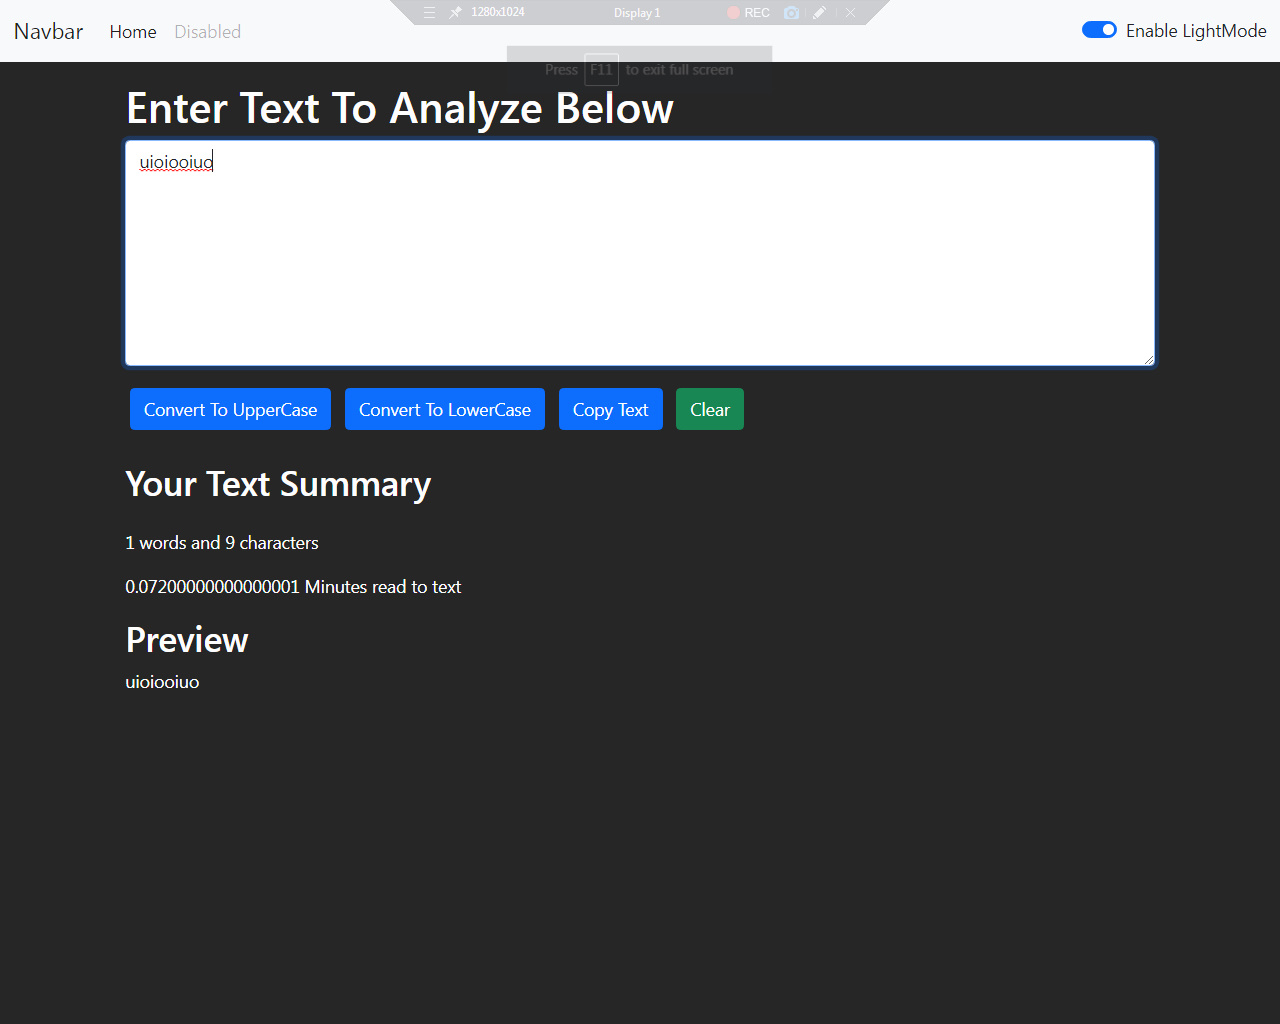 1280x1024 Display 1 REC
Navbar Home Disabled Enable LightMode
Press F11 to exit full screen
Enter Text To Analyze Below
uioiooiuo
Convert To UpperCase Convert To LowerCase Copy Text Clear
Your Text Summary
1 words and 9 characters
0.07200000000000001 Minutes read to text
Preview
uioiooiuo